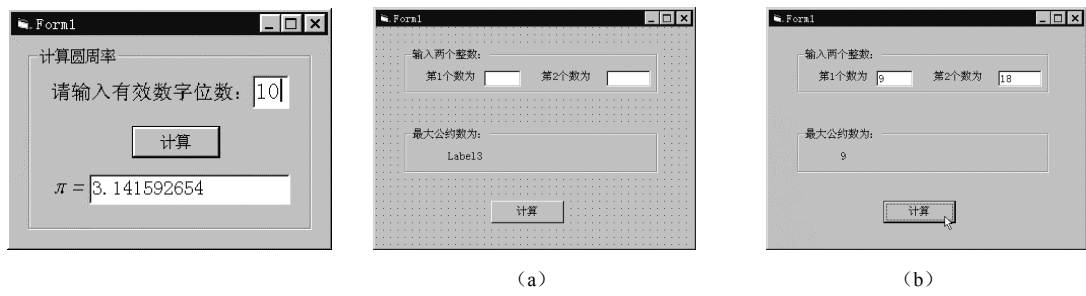 Form1
计算圆周率
请输入有效数字位数： 10
计算
π = 3.141592654
Form1
输入两个整数：
第1个数为 第2个数为
最大公约数为：
Label3
计算
（a）
Form1
输入两个整数：
第1个数为 9 第2个数为 18
最大公约数为：
9
计算
（b）